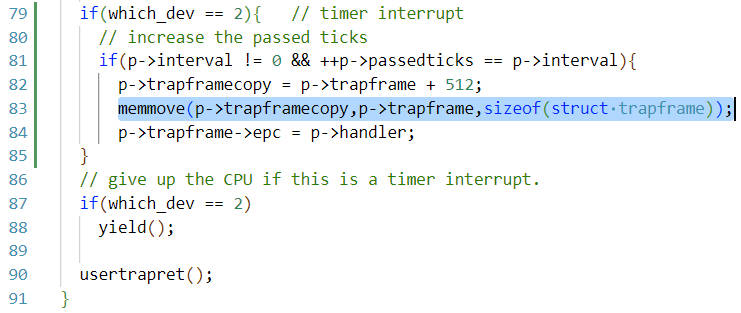 79 if(which_dev == 2){ // timer interrupt
80 // increase the passed ticks
81 if(p->interval != 0 && ++p->passedticks == p->interval){
82 p->trapframecopy = p->trapframe + 512;
83 memmove(p->trapframecopy,p->trapframe,sizeof(struct·trapframe));
84 p->trapframe->epc = p->handler;
85 }
86 // give up the CPU if this is a timer interrupt.
87 if(which_dev == 2)
88 yield();
89
90 usertrapret();
91 }